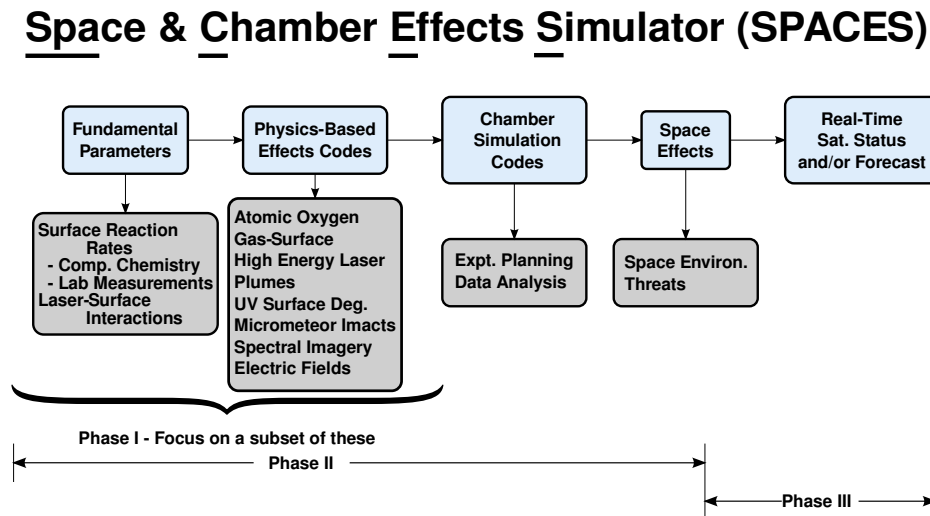 Space & Chamber Effects Simulator (SPACES)
Fundamental
Parameters
Physics-Based
Effects Codes
Chamber
Simulation
Codes
Space
Effects
Real-Time
Sat. Status
and/or Forecast
Surface Reaction
Rates
- Comp. Chemistry
- Lab Measurements
Laser-Surface
Interactions
Atomic Oxygen
Gas-Surface
High Energy Laser
Plumes
UV Surface Deg.
Micrometeor Imacts
Spectral Imagery
Electric Fields
Expt. Planning
Data Analysis
Space Environ.
Threats
Phase I - Focus on a subset of these
Phase II
Phase III